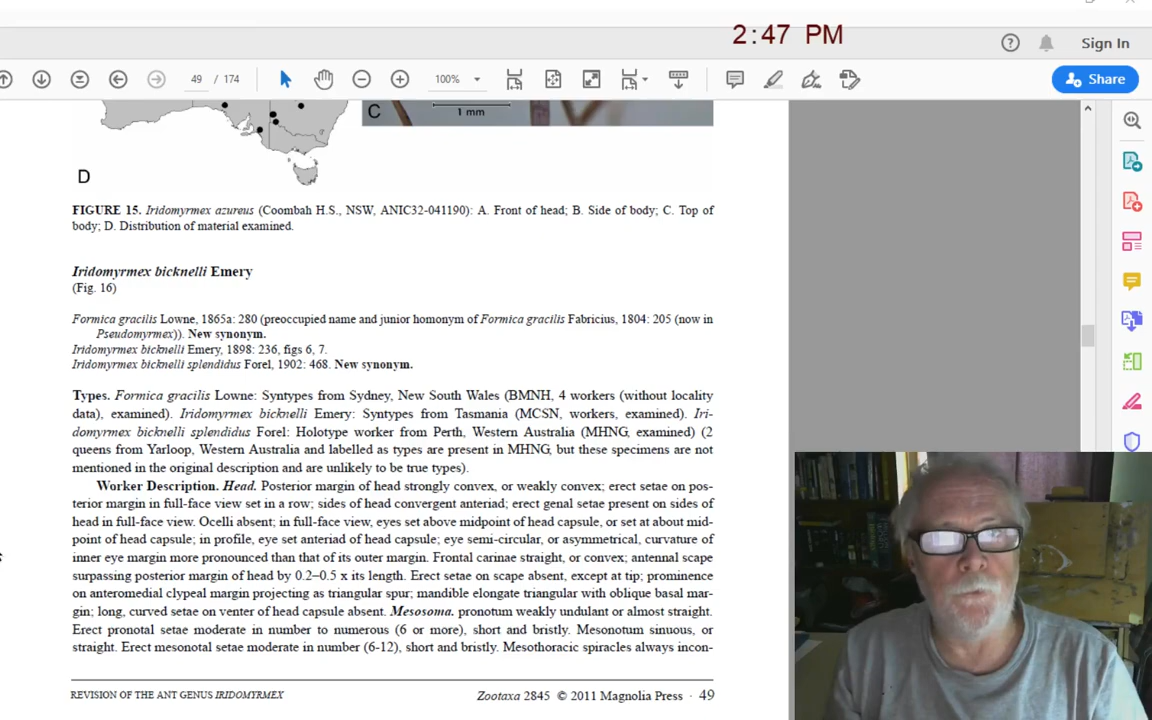 2:47 PM
Sign In
49 / 174
100%
Share
C
1 mm
D
FIGURE 15. Iridomyrmex azureus (Coombah H.S., NSW, ANIC32-041190): A. Front of head; B. Side of body; C. Top of
body; D. Distribution of material examined.
Iridomyrmex bicknelli Emery
(Fig. 16)
Formica gracilis Lowne, 1865a: 280 (preoccupied name and junior homonym of Formica gracilis Fabricius, 1804: 205 (now in
Pseudomyrmex)). New synonym.
Iridomyrmex bicknelli Emery, 1898: 236, figs 6, 7.
Iridomyrmex bicknelli splendidus Forel, 1902: 468. New synonym.
Types. Formica gracilis Lowne: Syntypes from Sydney, New South Wales (BMNH, 4 workers (without locality
data), examined). Iridomyrmex bicknelli Emery: Syntypes from Tasmania (MCSN, workers, examined). Iri-
domyrmex bicknelli splendidus Forel: Holotype worker from Perth, Western Australia (MHNG, examined) (2
queens from Yarloop, Western Australia and labelled as types are present in MHNG, but these specimens are not
mentioned in the original description and are unlikely to be true types).
Worker Description. Head. Posterior margin of head strongly convex, or weakly convex; erect setae on pos-
terior margin in full-face view set in a row; sides of head convergent anteriad; erect genal setae present on sides of
head in full-face view. Ocelli absent; in full-face view, eyes set above midpoint of head capsule, or set at about mid-
point of head capsule; in profile, eye set anteriad of head capsule; eye semi-circular, or asymmetrical, curvature of
inner eye margin more pronounced than that of its outer margin. Frontal carinae straight, or convex; antennal scape
surpassing posterior margin of head by 0.2–0.5 x its length. Erect setae on scape absent, except at tip; prominence
on anteromedial clypeal margin projecting as triangular spur; mandible elongate triangular with oblique basal mar-
gin; long, curved setae on venter of head capsule absent. Mesosoma. pronotum weakly undulant or almost straight.
Erect pronotal setae moderate in number to numerous (6 or more), short and bristly. Mesonotum sinuous, or
straight. Erect mesonotal setae moderate in number (6-12), short and bristly. Mesothoracic spiracles always incon-
REVISION OF THE ANT GENUS IRIDOMYRMEX
Zootaxa 2845 © 2011 Magnolia Press · 49